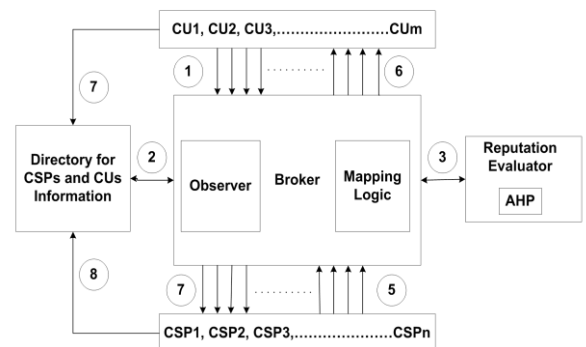 CU1, CU2, CU3,........................CUm
1
6
7
Directory for
CSPs and CUs
Information
2
Observer
Broker
Mapping
Logic
3
Reputation
Evaluator
AHP
8
7
5
CSP1, CSP2, CSP3,........................CSPn